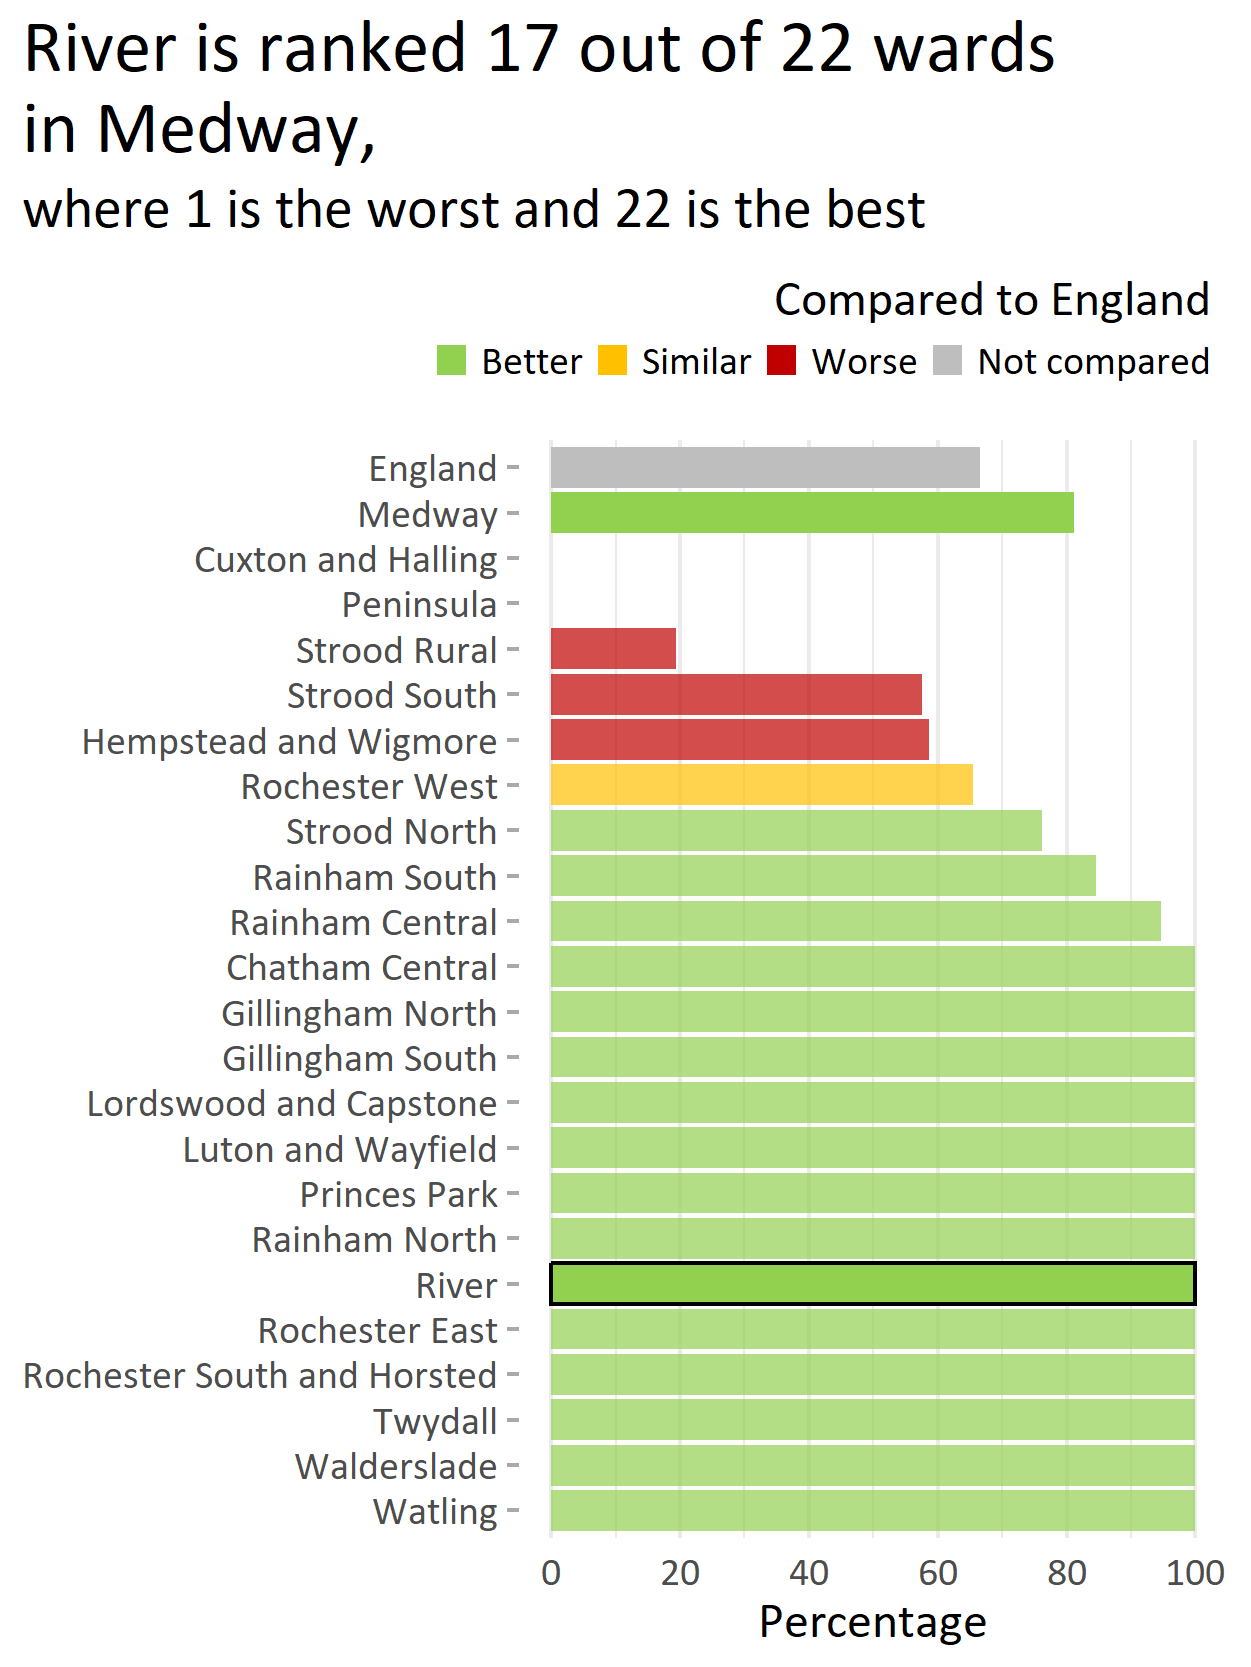 River is ranked 17 out of 22 wards
in Medway,
where 1 is the worst and 22 is the best
Compared to England
Better Similar Worse Not compared
England
Medway
Cuxton and Halling
Peninsula
Strood Rural
Strood South
Hempstead and Wigmore
Rochester West
Strood North
Rainham South
Rainham Central
Chatham Central
Gillingham North
Gillingham South
Lordswood and Capstone
Luton and Wayfield
Princes Park
Rainham North
River
Rochester East
Rochester South and Horsted
Twydall
Walderslade
Watling
0 20 40 60 80 100
Percentage